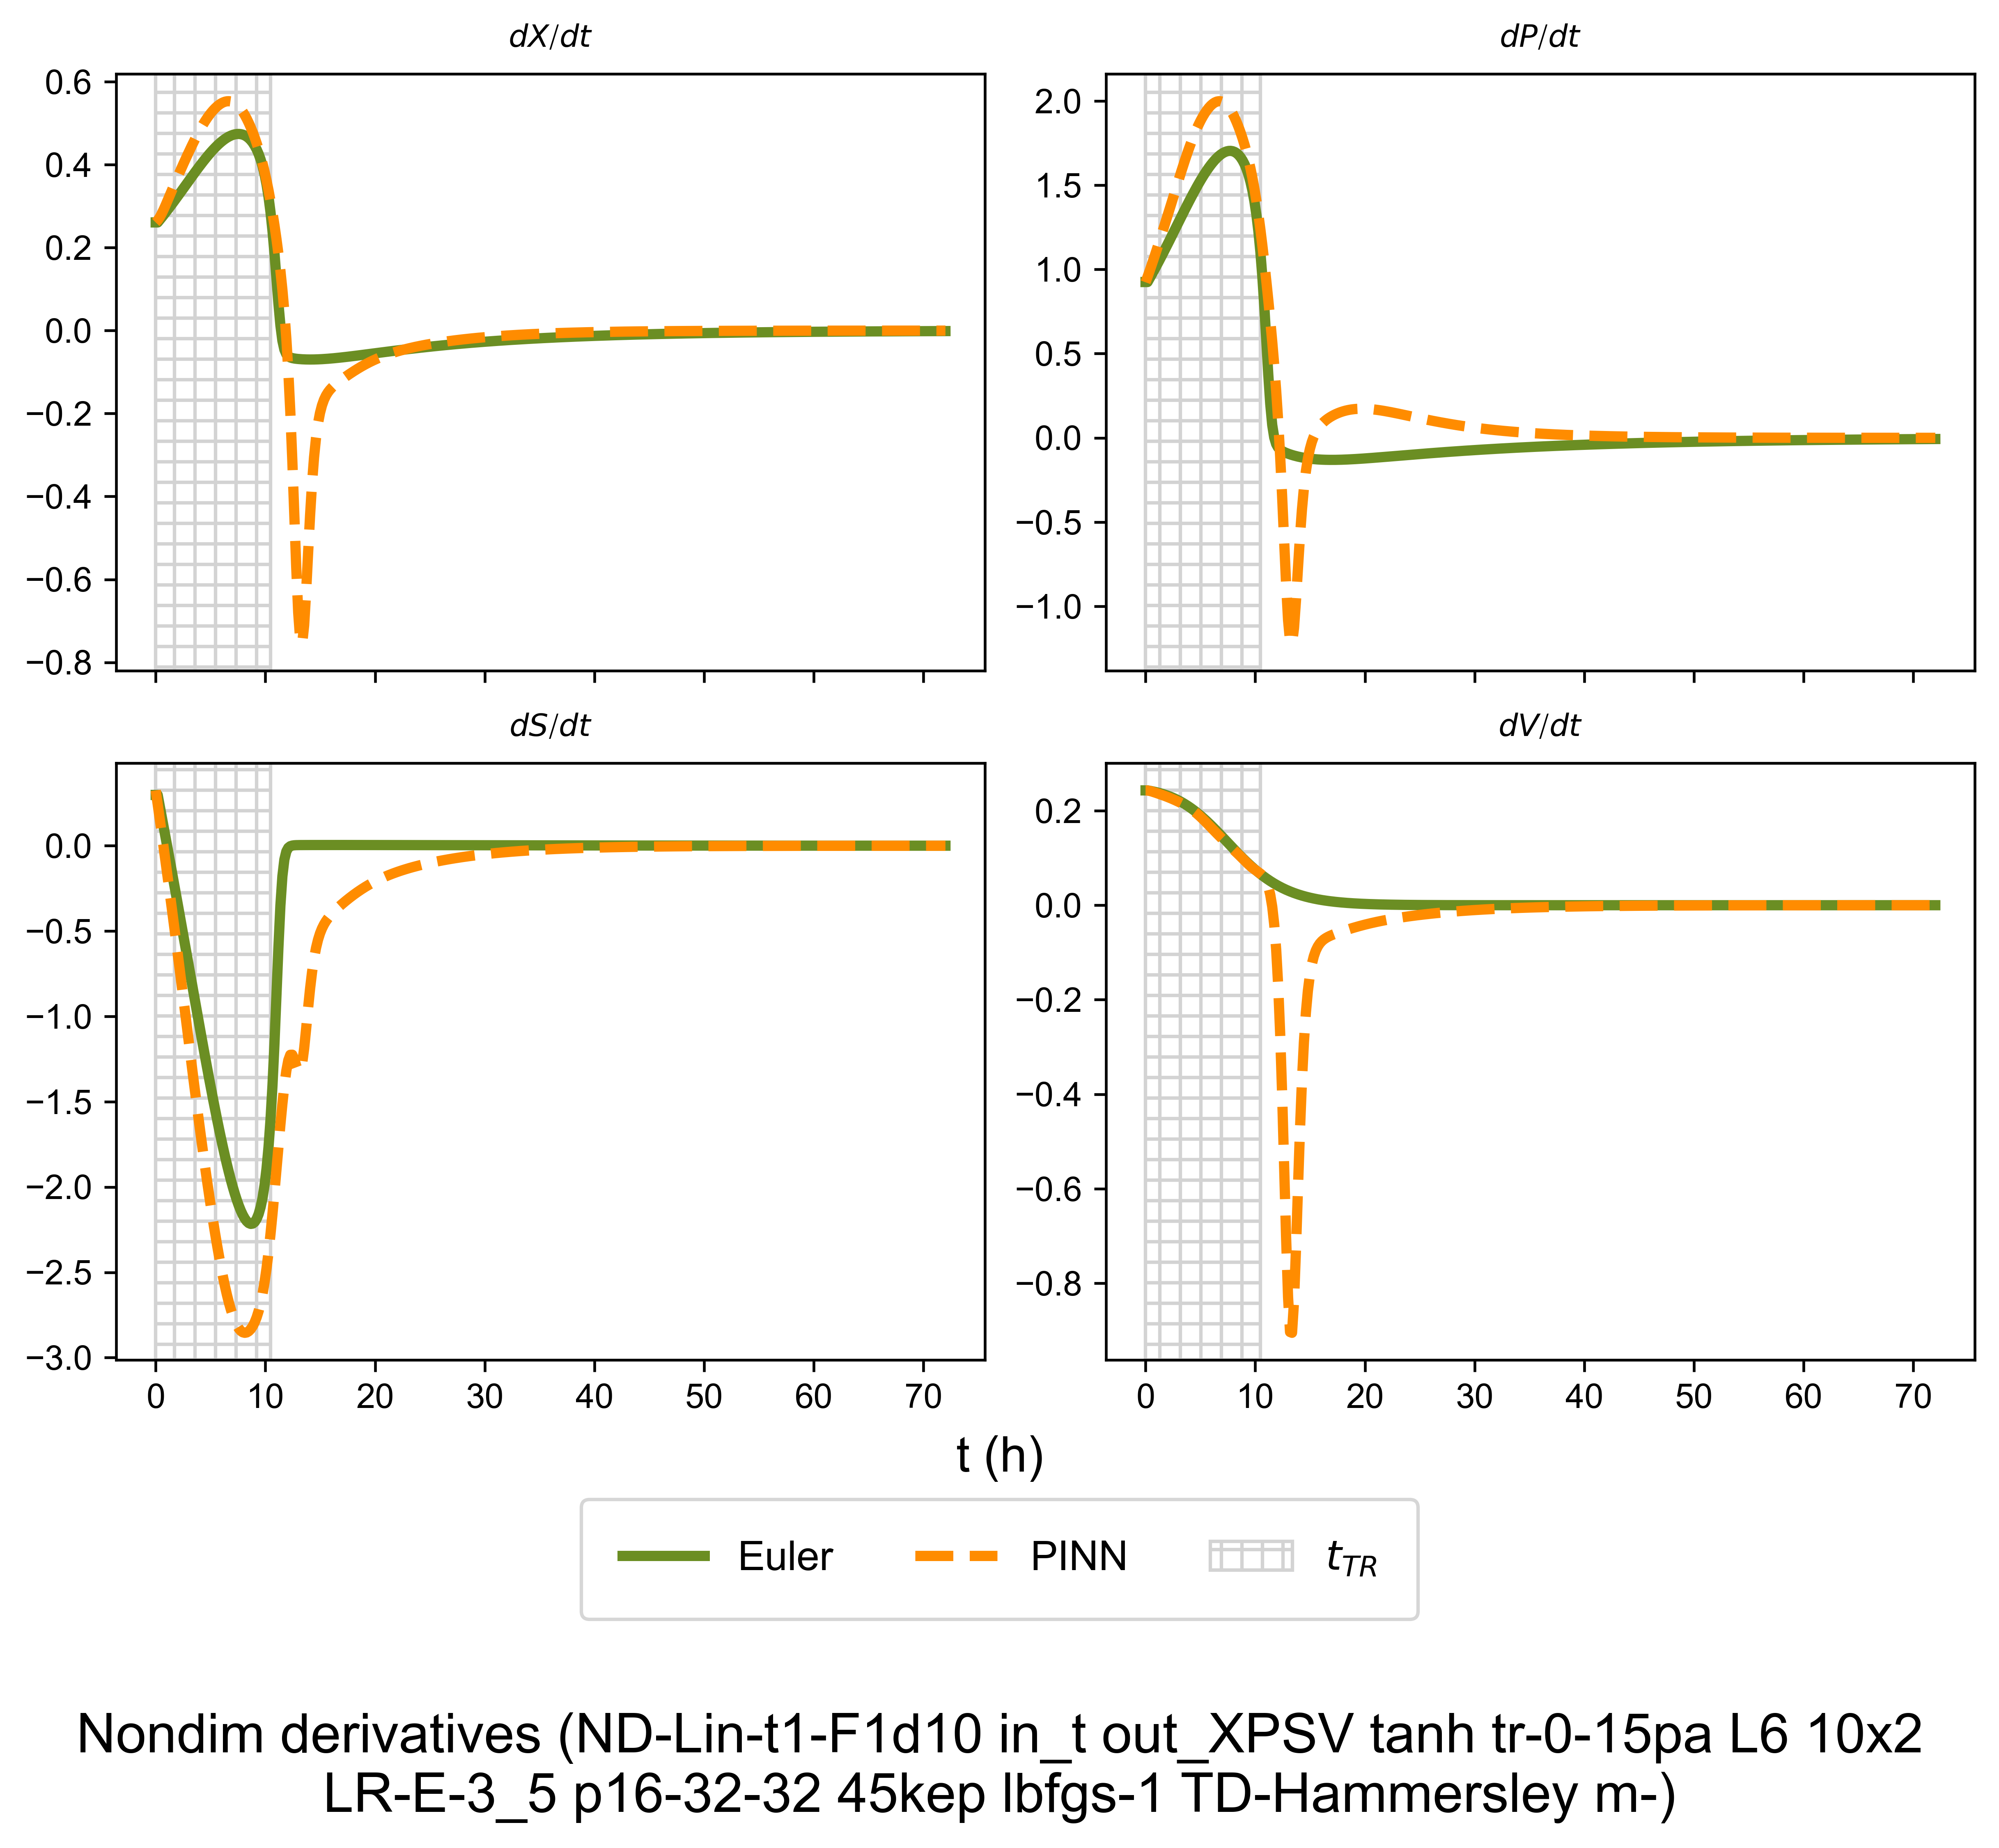 dX/dt
dP/dt
0.6
0.4
0.2
0.0
−0.2
−0.4
−0.6
−0.8
2.0
1.5
1.0
0.5
0.0
−0.5
−1.0
dS/dt
dV/dt
0.0
−0.5
−1.0
−1.5
−2.0
−2.5
−3.0
0 10 20 30 40 50 60 70
0.2
0.0
−0.2
−0.4
−0.6
−0.8
0 10 20 30 40 50 60 70
t (h)
Euler PINN t_TR
Nondim derivatives (ND-Lin-t1-F1d10 in_t out_XPSV tanh tr-0-15pa L6 10x2
LR-E-3_5 p16-32-32 45kep lbfgs-1 TD-Hammersley m-)